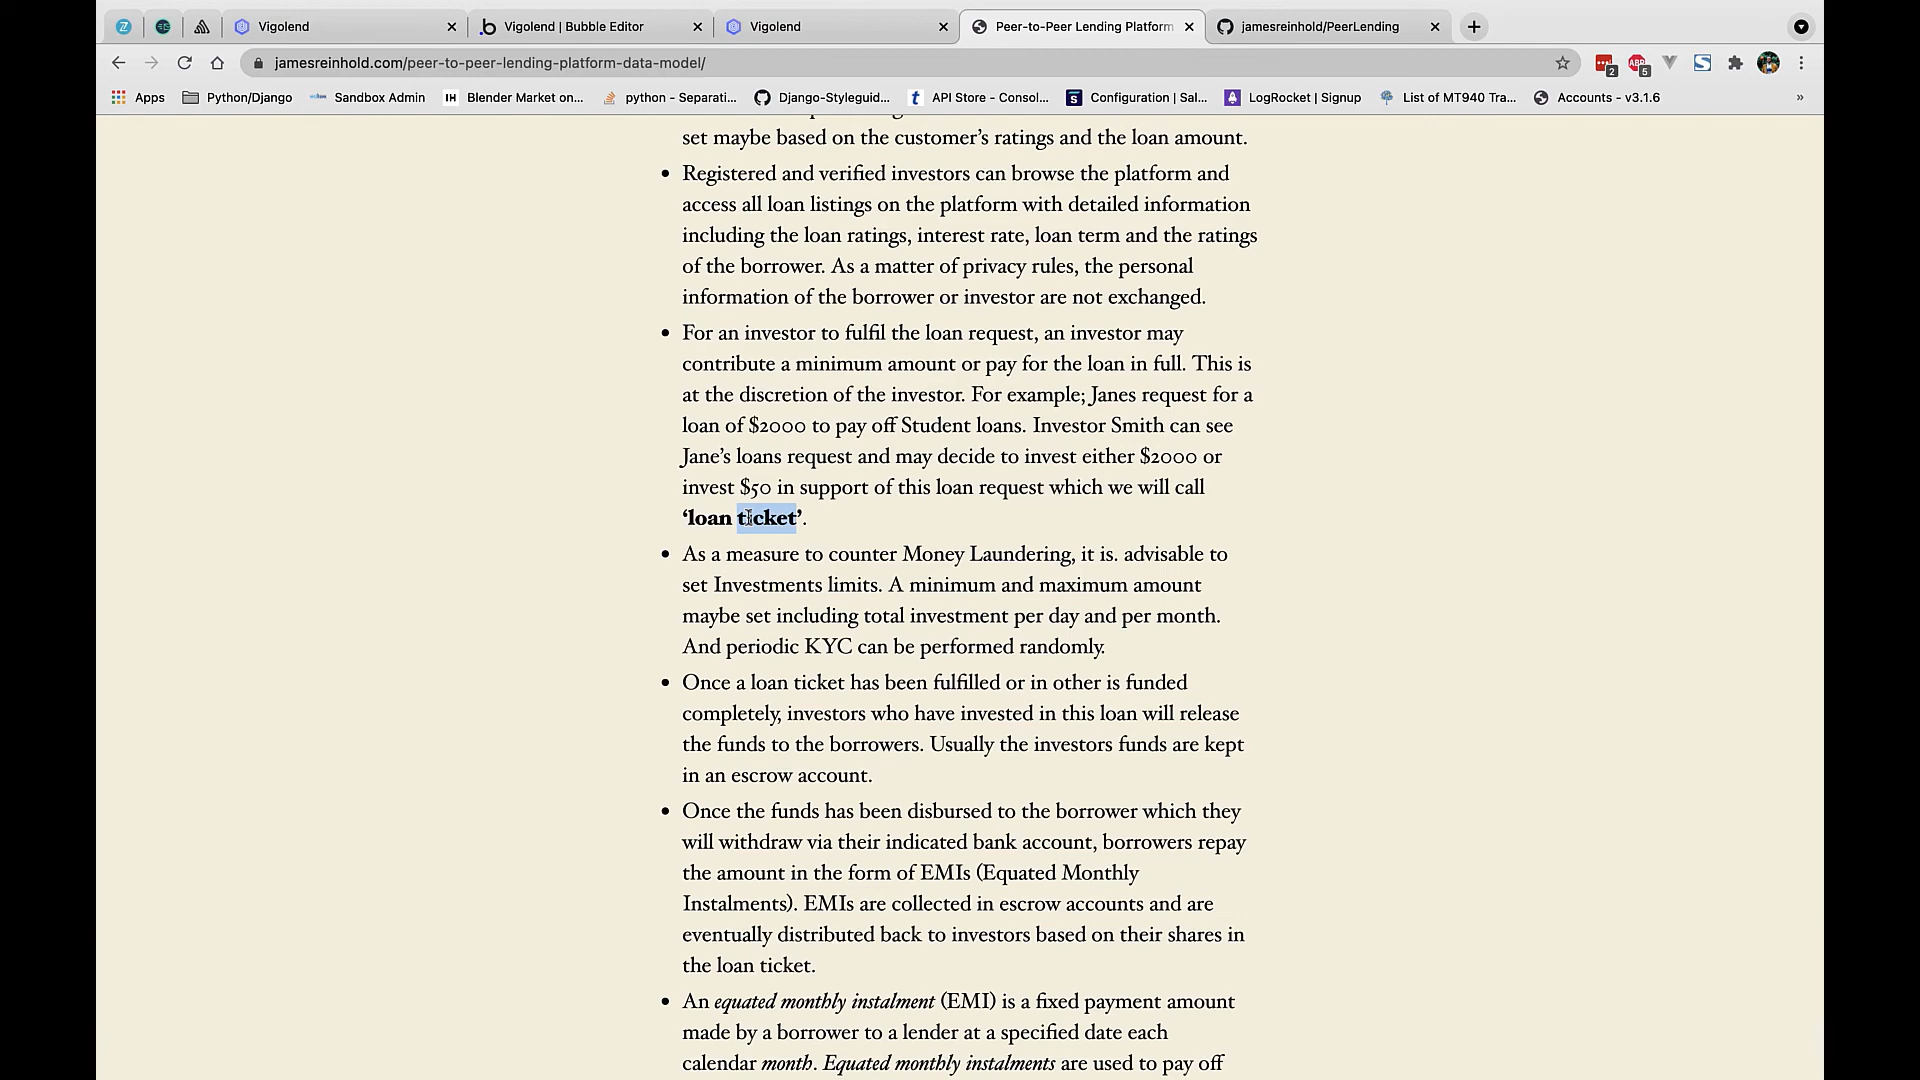 Vigolend
Vigolend | Bubble Editor
Vigolend
Peer-to-Peer Lending Platform
jamesreinhold/PeerLending
jamesreinhold.com/peer-to-peer-lending-platform-data-model/
2
ABP
5
Apps
Python/Django
Sandbox Admin
IH Blender Market on...
python - Separati...
Django-Styleguid...
t API Store - Consol...
Configuration | Sal...
LogRocket | Signup
List of MT940 Tra...
Accounts - v3.1.6
»
set maybe based on the customer’s ratings and the loan amount.
• Registered and verified investors can browse the platform and
access all loan listings on the platform with detailed information
including the loan ratings, interest rate, loan term and the ratings
of the borrower. As a matter of privacy rules, the personal
information of the borrower or investor are not exchanged.
• For an investor to fulfil the loan request, an investor may
contribute a minimum amount or pay for the loan in full. This is
at the discretion of the investor. For example; Janes request for a
loan of $2000 to pay off Student loans. Investor Smith can see
Jane’s loans request and may decide to invest either $2000 or
invest $50 in support of this loan request which we will call
‘loan ticket’.
• As a measure to counter Money Laundering, it is. advisable to
set Investments limits. A minimum and maximum amount
maybe set including total investment per day and per month.
And periodic KYC can be performed randomly.
• Once a loan ticket has been fulfilled or in other is funded
completely, investors who have invested in this loan will release
the funds to the borrowers. Usually the investors funds are kept
in an escrow account.
• Once the funds has been disbursed to the borrower which they
will withdraw via their indicated bank account, borrowers repay
the amount in the form of EMIs (Equated Monthly
Instalments). EMIs are collected in escrow accounts and are
eventually distributed back to investors based on their shares in
the loan ticket.
• An equated monthly instalment (EMI) is a fixed payment amount
made by a borrower to a lender at a specified date each
calendar month. Equated monthly instalments are used to pay off